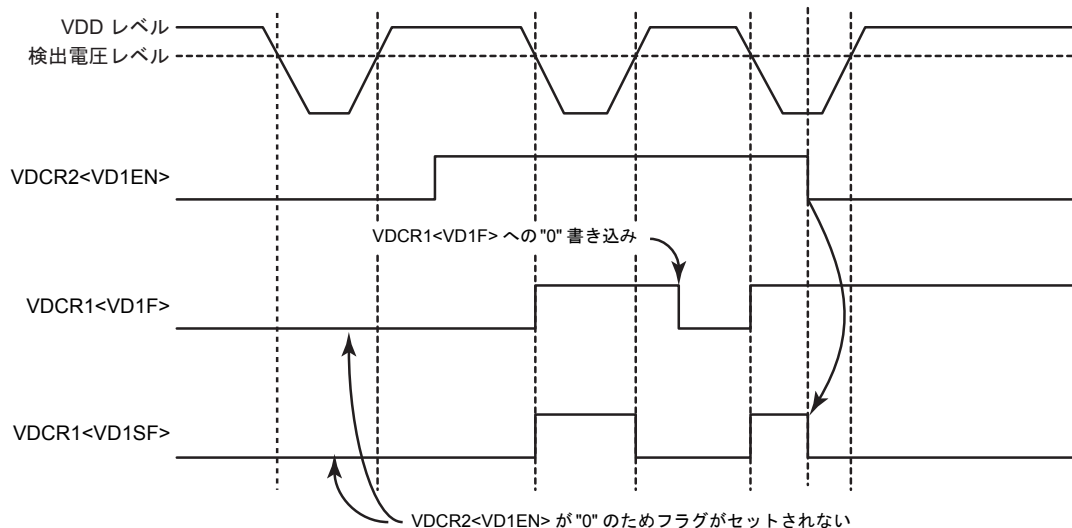 VDD レベル
検出電圧レベル
VDCR2<VD1EN>
VDCR1<VD1F> への "0" 書き込み
VDCR1<VD1F>
VDCR1<VD1SF>
VDCR2<VD1EN> が "0" のためフラグがセットされない